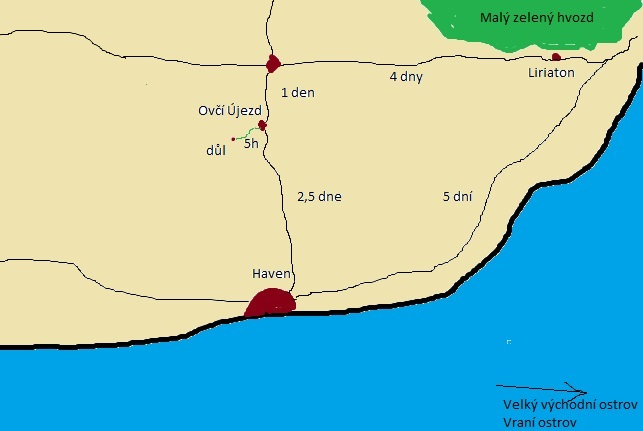 Malý zelený hvozd
Liriaton
4 dny
1 den
Ovčí Újezd
důl
5h
2,5 dne
5 dní
Haven
Velký východní ostrov
Vraní ostrov